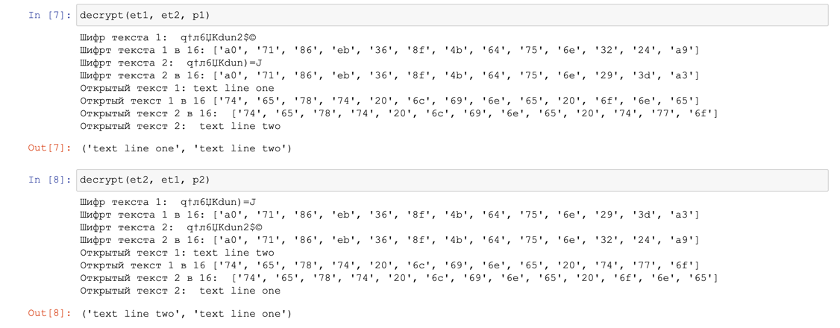 In [7]: decrypt(et1, et2, p1)
Шифр текста 1:  q†л6ЏKdun2$©
Шифрт текста 1 в 16: ['a0', '71', '86', 'eb', '36', '8f', '4b', '64', '75', '6e', '32', '24', 'a9']
Шифр текста 2:  q†л6ЏKdun)=Ј
Шифрт текста 2 в 16: ['a0', '71', '86', 'eb', '36', '8f', '4b', '64', '75', '6e', '29', '3d', 'a3']
Открытый текст 1: text line one
Откртый текст 1 в 16 ['74', '65', '78', '74', '20', '6c', '69', '6e', '65', '20', '6f', '6e', '65']
Открытый текст 2 в 16:  ['74', '65', '78', '74', '20', '6c', '69', '6e', '65', '20', '74', '77', '6f']
Открытый текст 2:  text line two
Out[7]: ('text line one', 'text line two')
In [8]: decrypt(et2, et1, p2)
Шифр текста 1:  q†л6ЏKdun)=Ј
Шифрт текста 1 в 16: ['a0', '71', '86', 'eb', '36', '8f', '4b', '64', '75', '6e', '29', '3d', 'a3']
Шифр текста 2:  q†л6ЏKdun2$©
Шифрт текста 2 в 16: ['a0', '71', '86', 'eb', '36', '8f', '4b', '64', '75', '6e', '32', '24', 'a9']
Открытый текст 1: text line two
Откртый текст 1 в 16 ['74', '65', '78', '74', '20', '6c', '69', '6e', '65', '20', '74', '77', '6f']
Открытый текст 2 в 16:  ['74', '65', '78', '74', '20', '6c', '69', '6e', '65', '20', '6f', '6e', '65']
Открытый текст 2:  text line one
Out[8]: ('text line two', 'text line one')